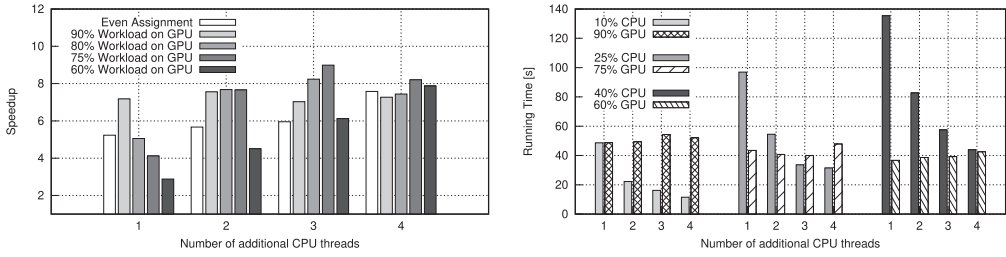 12
10
8
6
4
2
Speedup
Even Assignment
90% Workload on GPU
80% Workload on GPU
75% Workload on GPU
60% Workload on GPU
1 2 3 4
Number of additional CPU threads
140
120
100
80
60
40
20
0
Running Time [s]
10% CPU
90% GPU
25% CPU
75% GPU
40% CPU
60% GPU
1 2 3 4 1 2 3 4 1 2 3 4
Number of additional CPU threads